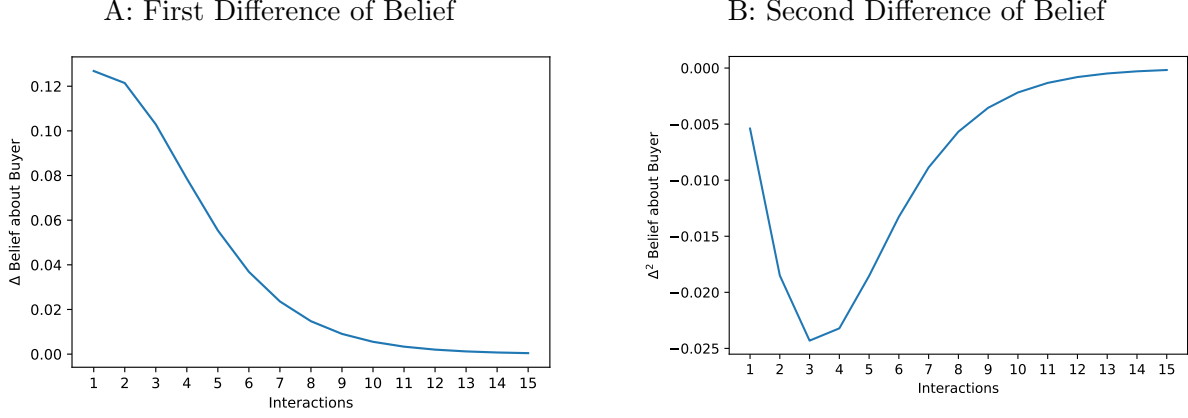 A: First Difference of Belief
0.12
0.10
0.08
0.06
0.04
0.02
0.00
Δ Belief about Buyer
1 2 3 4 5 6 7 8 9 10 11 12 13 14 15
Interactions
B: Second Difference of Belief
0.000
−0.005
−0.010
−0.015
−0.020
−0.025
Δ² Belief about Buyer
1 2 3 4 5 6 7 8 9 10 11 12 13 14 15
Interactions